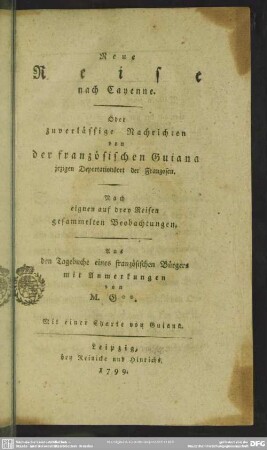 Neue
Reise
nach Cayenne.
Oder
zuverlässige Nachrichten
von
der französischen Guiana
jezigen Deportationsort der Franzosen.
Nach
eignen auf drey Reisen
gesammelten Beobachtungen.
Aus
den Tagebuche eines französischen Bürgers
mit Anmerkungen
von
M. G**.
Mit einer Charte von Guiana.
Leipzig,
bey Reinicke und Hinrichs.
1799.
DFG